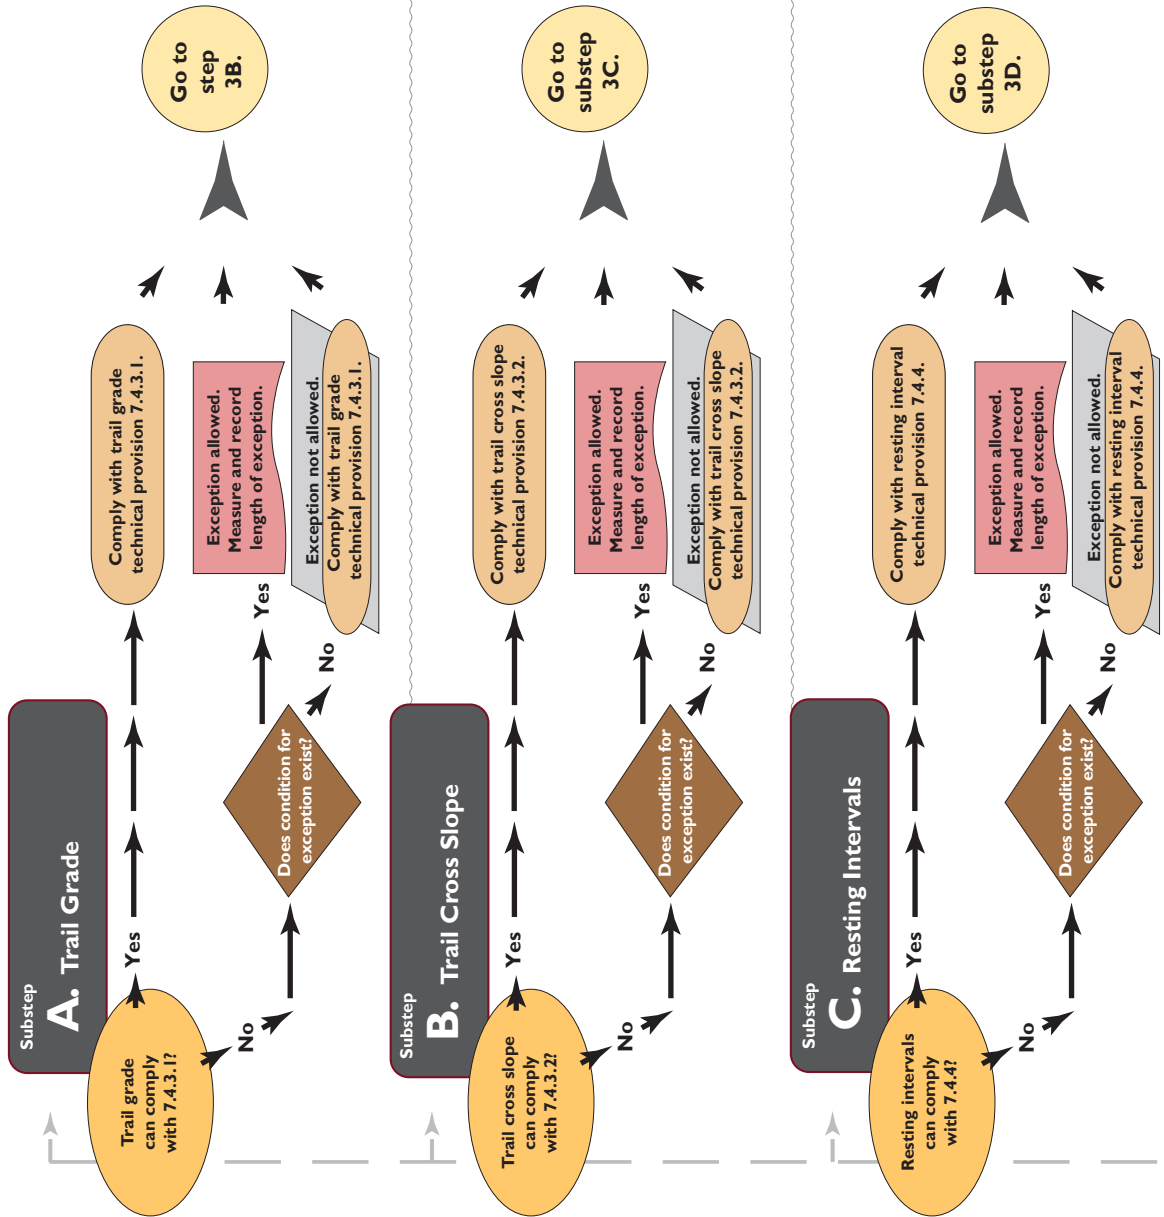 Substep
A. Trail Grade
Trail grade
can comply
with 7.4.3.1?
Yes
Comply with trail grade
technical provision 7.4.3.1.
No
Does condition for
exception exist?
Yes
Exception allowed.
Measure and record
length of exception.
No
Exception not allowed.
Comply with trail grade
technical provision 7.4.3.1.
Go to
step
3B.
Substep
B. Trail Cross Slope
Trail cross slope
can comply
with 7.4.3.2?
Yes
Comply with trail cross slope
technical provision 7.4.3.2.
No
Does condition for
exception exist?
Yes
Exception allowed.
Measure and record
length of exception.
No
Exception not allowed.
Comply with trail cross slope
technical provision 7.4.3.2.
Go to
substep
3C.
Substep
C. Resting Intervals
Resting intervals
can comply
with 7.4.4?
Yes
Comply with resting interval
technical provision 7.4.4.
No
Does condition for
exception exist?
Yes
Exception allowed.
Measure and record
length of exception.
No
Exception not allowed.
Comply with resting interval
technical provision 7.4.4.
Go to
substep
3D.